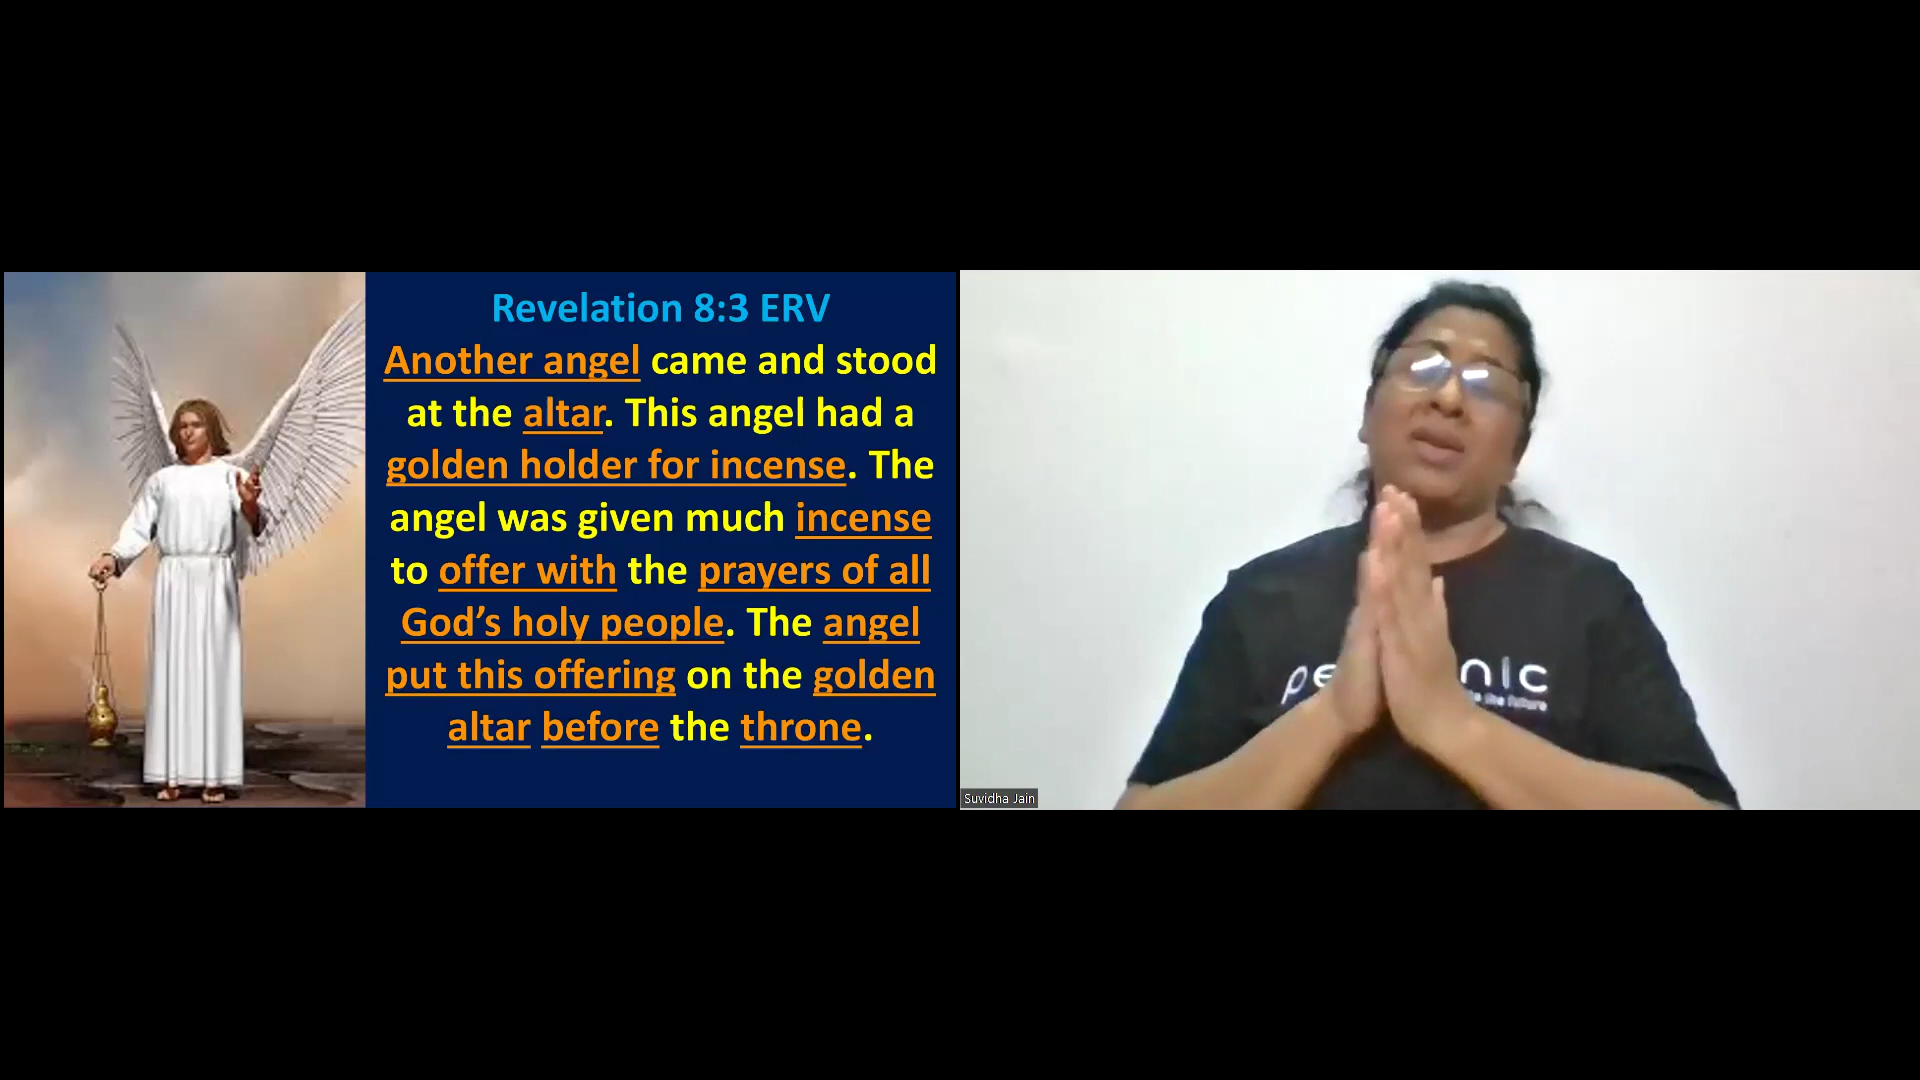 Revelation 8:3 ERV
Another angel came and stood
at the altar. This angel had a
golden holder for incense. The
angel was given much incense
to offer with the prayers of all
God’s holy people. The angel
put this offering on the golden
altar before the throne.
the future
Suvidha Jain